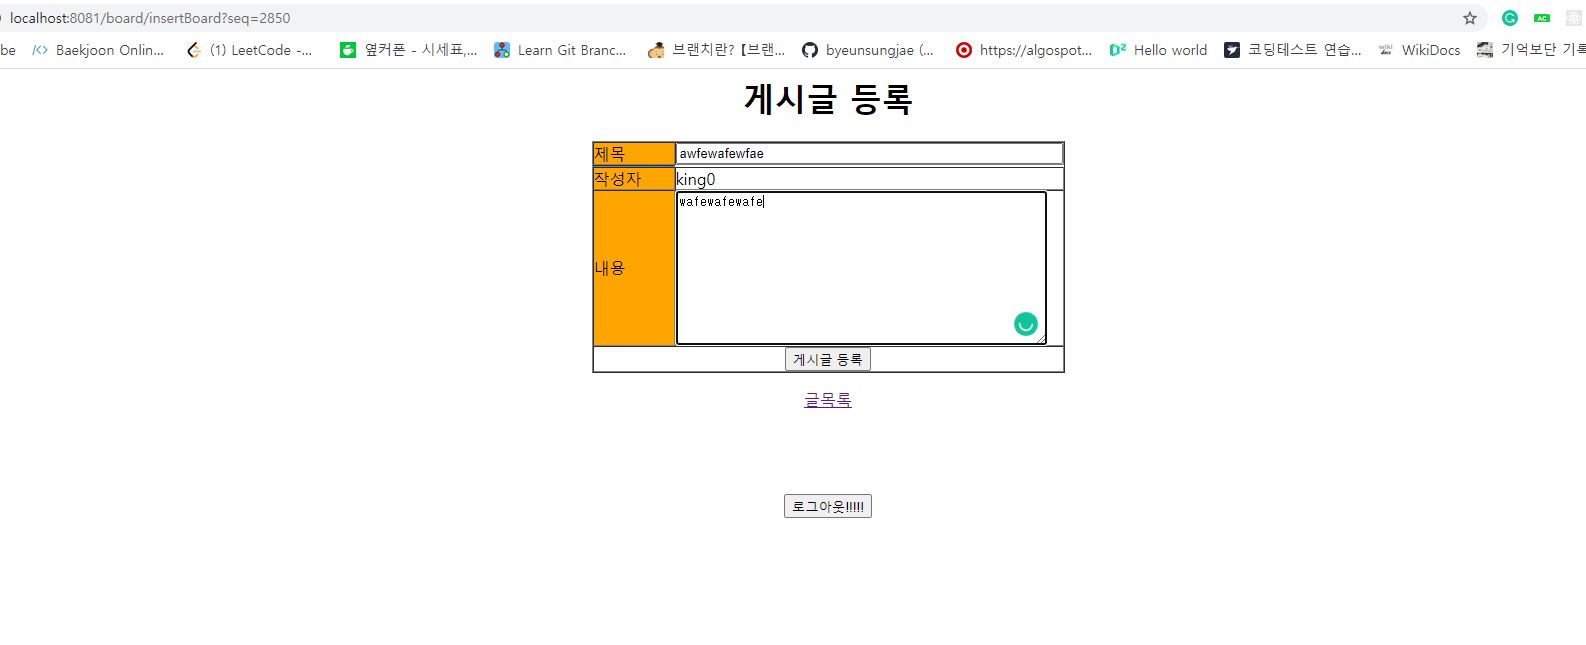 localhost:8081/board/insertBoard?seq=2850
be Baekjoon Onlin... (1) LeetCode -... 옆커폰 - 시세표,... Learn Git Branc... 브랜치란? 【브랜... byeunsungjae (... https://algospot... Hello world 코딩테스트 연습... WikiDocs 기억보단 기록
게시글 등록
제목 awfewafewfae
작성자 king0
내용 wafewafewafe
게시글 등록
글목록
로그아웃!!!!!